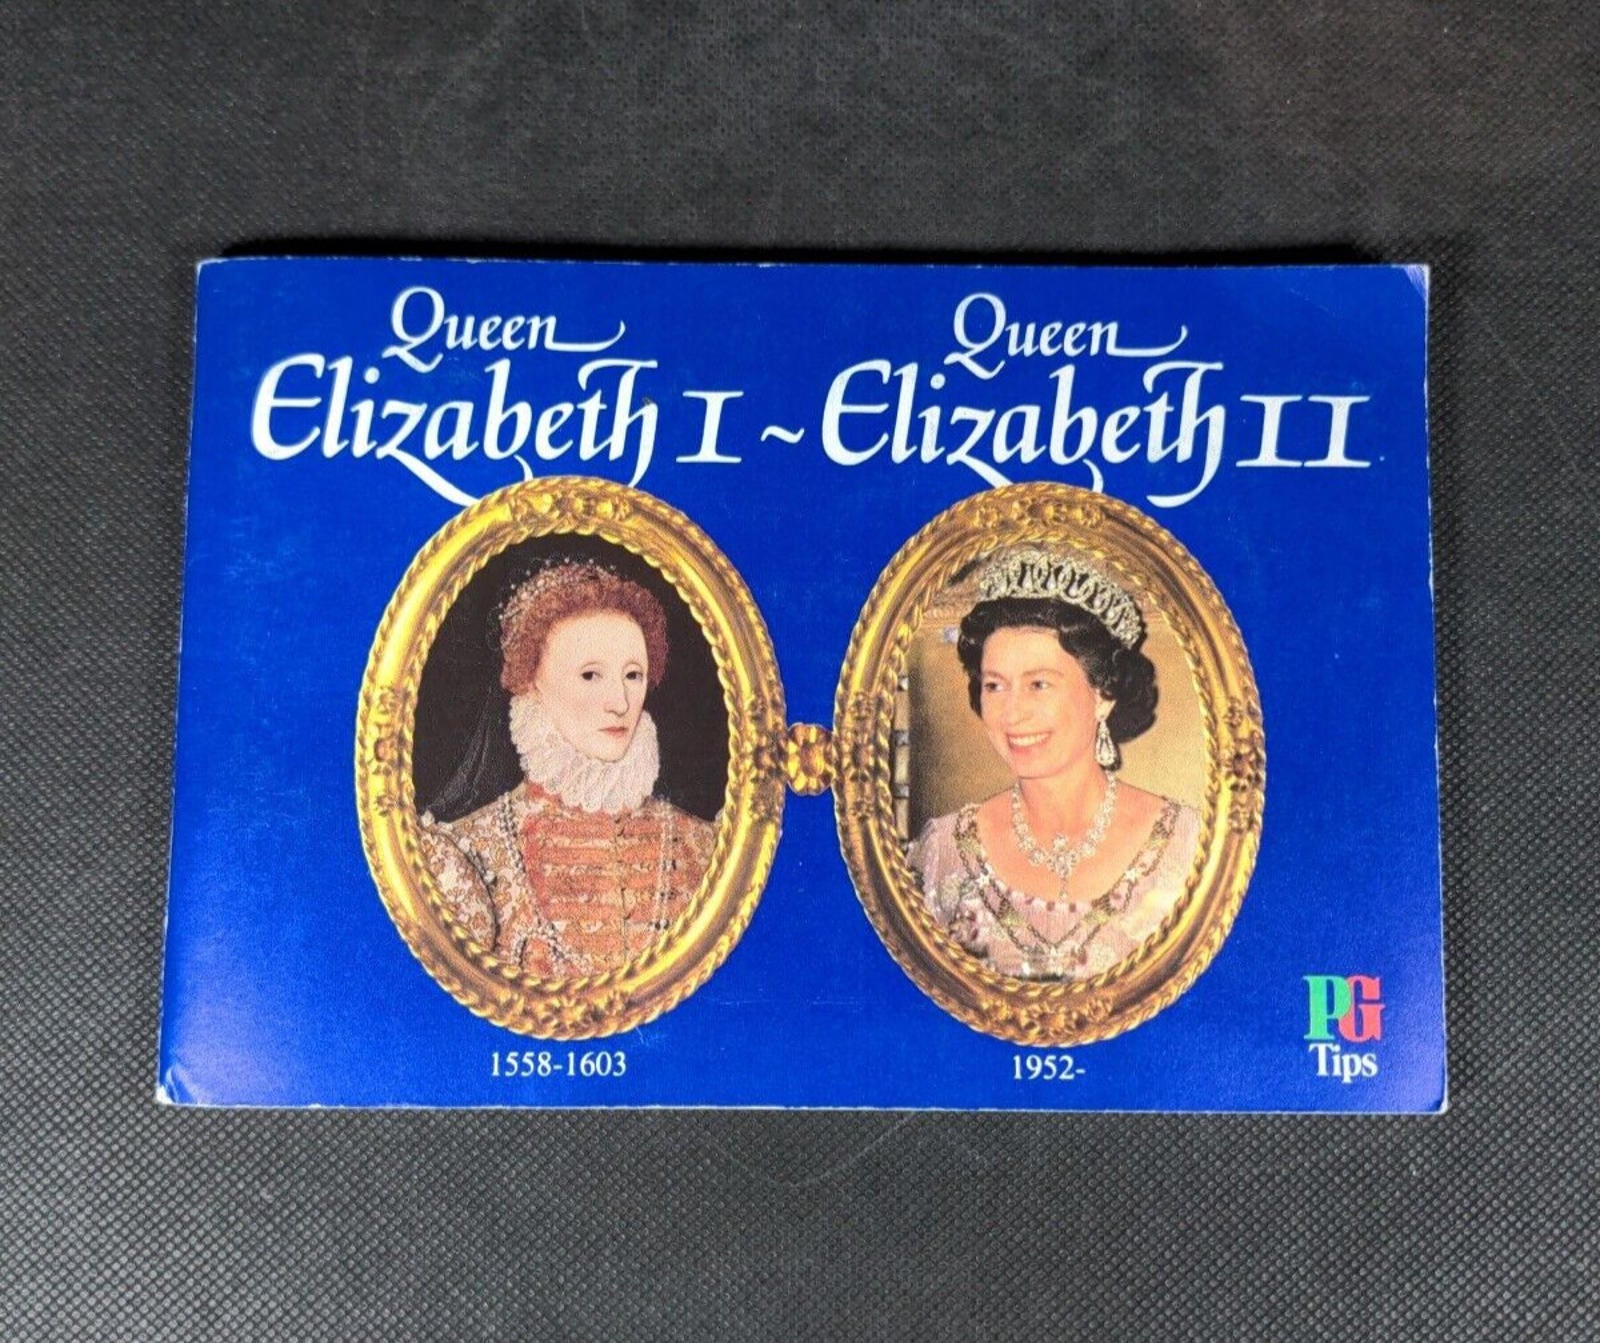 Queen
Elizabeth I ~
Queen
Elizabeth II
1558-1603
1952-
PG
Tips